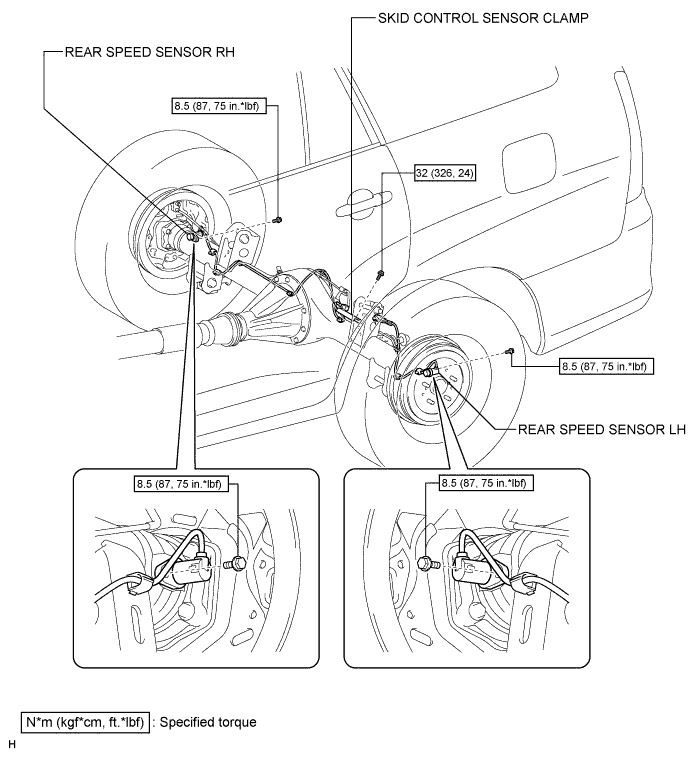 SKID CONTROL SENSOR CLAMP
REAR SPEED SENSOR RH
8.5 (87, 75 in.*lbf)
32 (326, 24)
8.5 (87, 75 in.*lbf)
REAR SPEED SENSOR LH
8.5 (87, 75 in.*lbf)
8.5 (87, 75 in.*lbf)
N*m (kgf*cm, ft.*lbf) : Specified torque
H